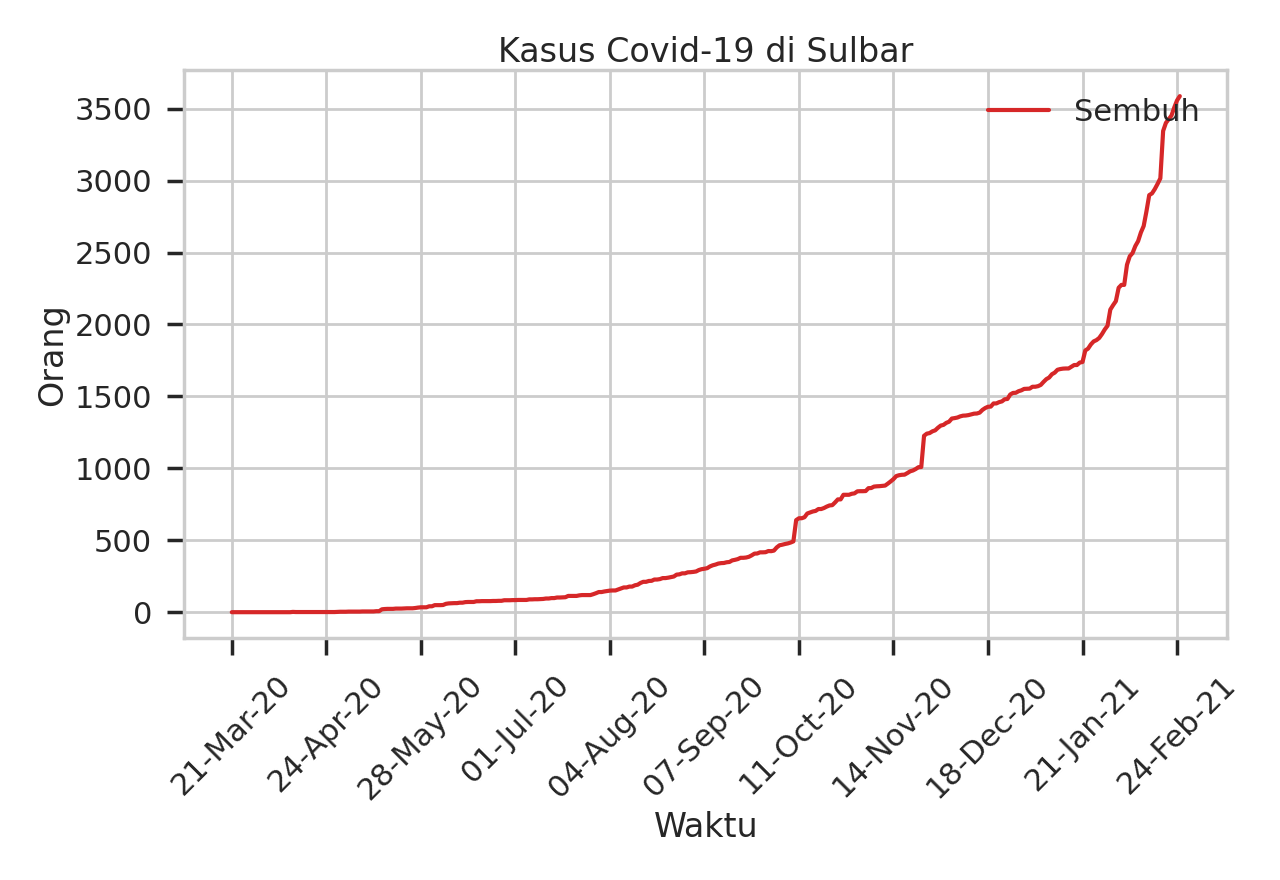 Kasus Covid-19 di Sulbar
Sembuh
3500
3000
2500
2000
1500
1000
500
0
Orang
21-Mar-20
24-Apr-20
28-May-20
01-Jul-20
04-Aug-20
07-Sep-20
11-Oct-20
14-Nov-20
18-Dec-20
21-Jan-21
24-Feb-21
Waktu